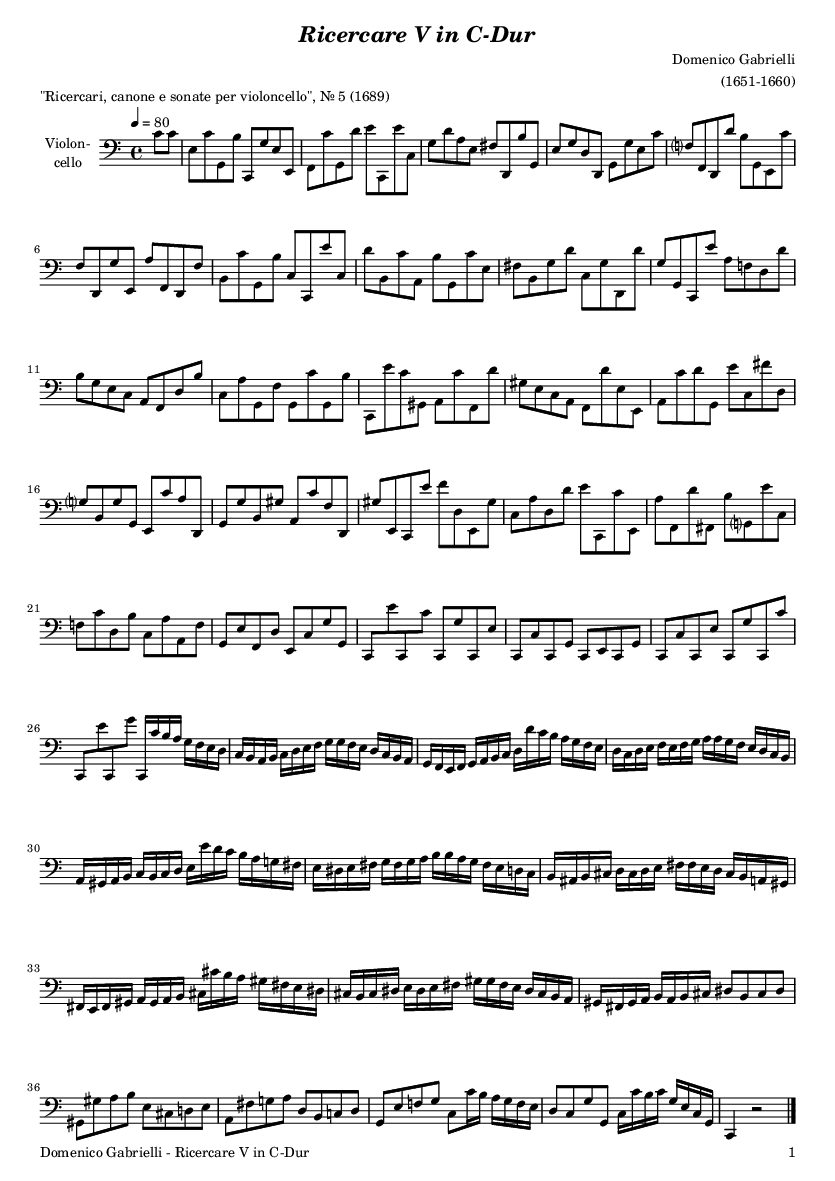 Ricercare V in C-Dur
Domenico Gabrielli
(1651-1660)
"Ricercari, canone e sonate per violoncello", № 5 (1689)
♩ = 80
Violon-
cello
6
11
16
21
26
30
33
36
Domenico Gabrielli - Ricercare V in C-Dur 1